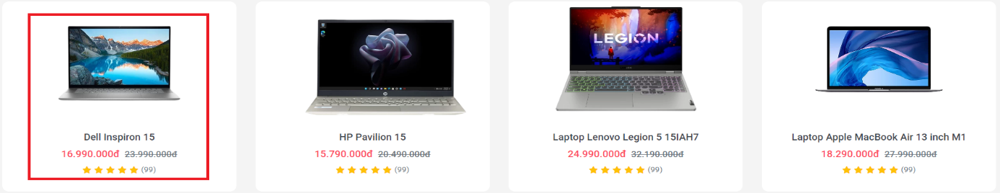 LEGION
Dell Inspiron 15
16.990.000đ 23.990.000đ
(99)
HP Pavilion 15
15.790.000đ 20.490.000đ
(99)
Laptop Lenovo Legion 5 15IAH7
24.990.000đ 32.190.000đ
(99)
Laptop Apple MacBook Air 13 inch M1
18.290.000đ 27.990.000đ
(99)